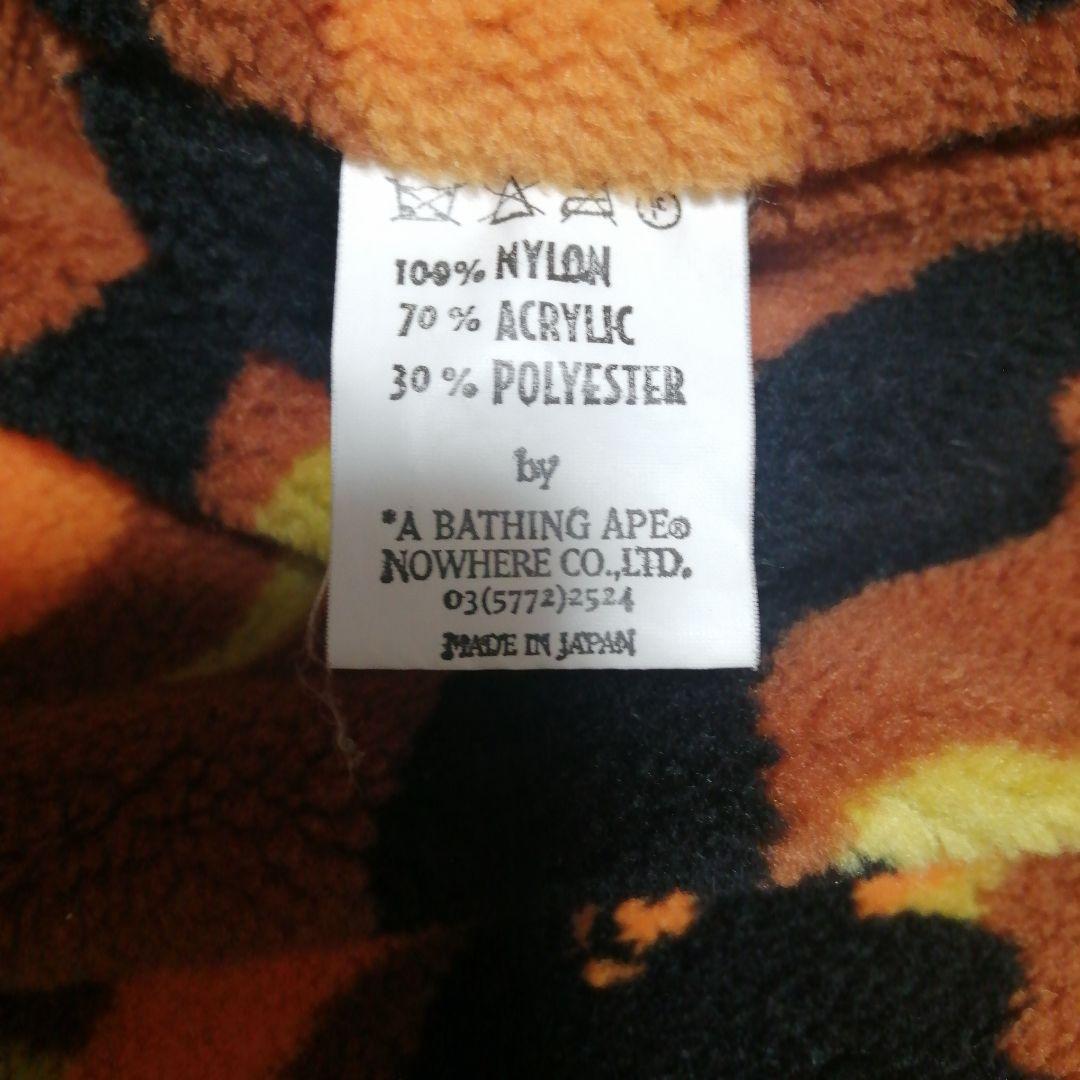 100% NYLON
70% ACRYLIC
30% POLYESTER
by
*A BATHING APE®
NOWHERE CO.,LTD.
03(5772)2524
MADE IN JAPAN